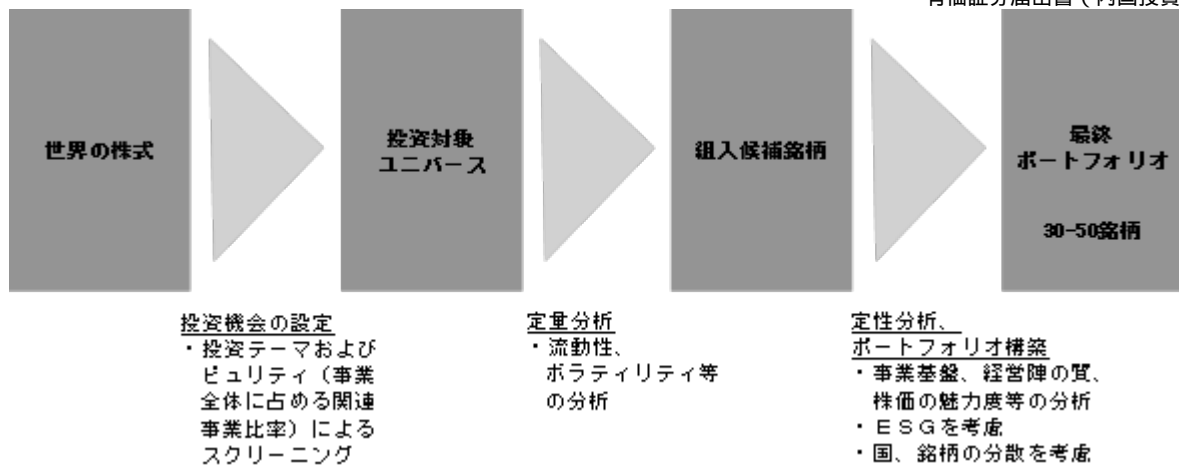 世界の株式
投資対象
ユニバース
組入候補銘柄
最終
ポートフォリオ
30-50銘柄
投資機会の設定
・投資テーマおよび
ピュリティ(事業
全体に占める関連
事業比率)による
スクリーニング
定量分析
・流動性、
ボラティリティ等
の分析
定性分析、
ポートフォリオ構築
・事業基盤、経営陣の質、
株価の魅力度等の分析
・ESGを考慮
・国、銘柄の分散を考慮